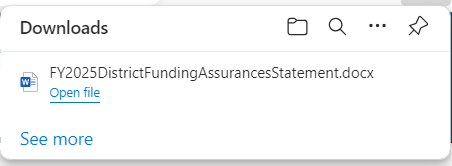 Downloads
FY2025DistrictFundingAssurancesStatement.docx
Open file
See more